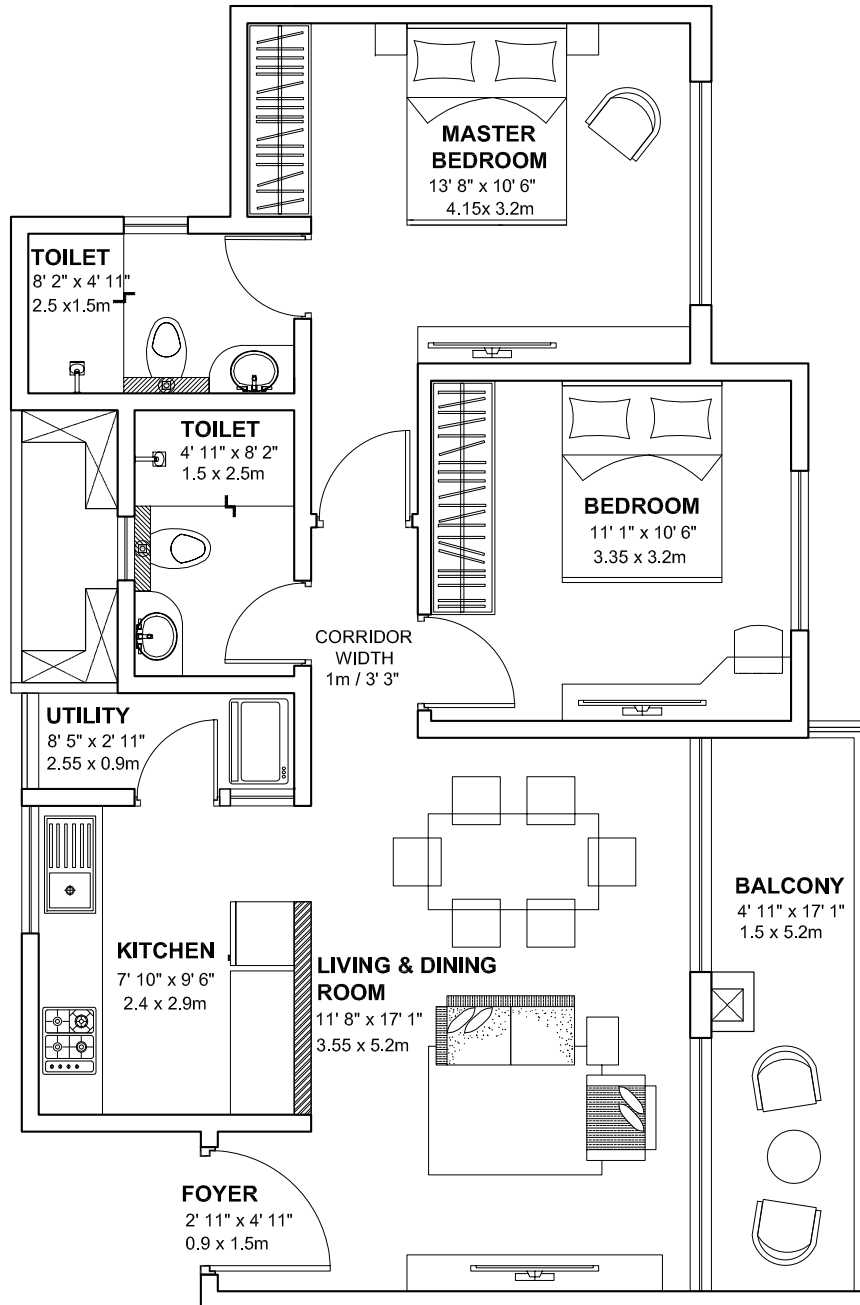 MASTER
BEDROOM
13' 8" x 10' 6"
4.15x 3.2m
TOILET
8' 2" x 4' 11"
2.5 x1.5m
TOILET
4' 11" x 8' 2"
1.5 x 2.5m
BEDROOM
11' 1" x 10' 6"
3.35 x 3.2m
CORRIDOR
WIDTH
1m / 3' 3"
UTILITY
8' 5" x 2' 11"
2.55 x 0.9m
BALCONY
4' 11" x 17' 1"
1.5 x 5.2m
KITCHEN
7' 10" x 9' 6"
2.4 x 2.9m
LIVING & DINING
ROOM
11' 8" x 17' 1"
3.55 x 5.2m
FOYER
2' 11" x 4' 11"
0.9 x 1.5m